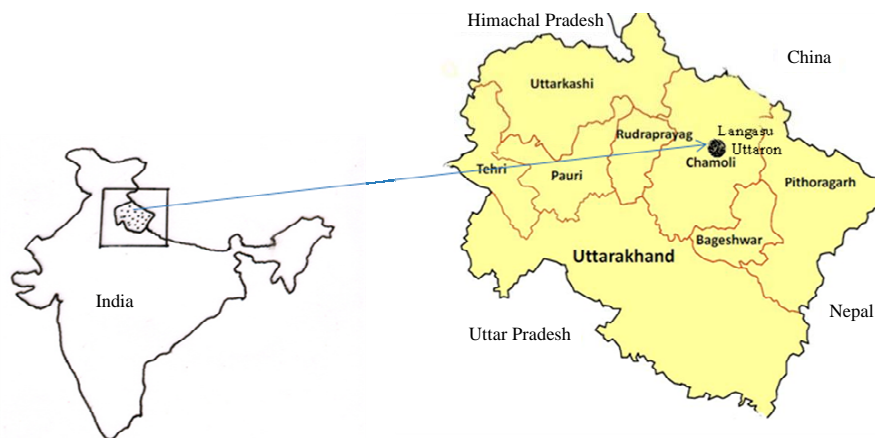 Himachal Pradesh
China
Uttarkashi
Rudraprayag
Langasu
Uttaron
Chamoli
Tehri
Pauri
Pithoragarh
Bageshwar
Uttarakhand
India
Nepal
Uttar Pradesh